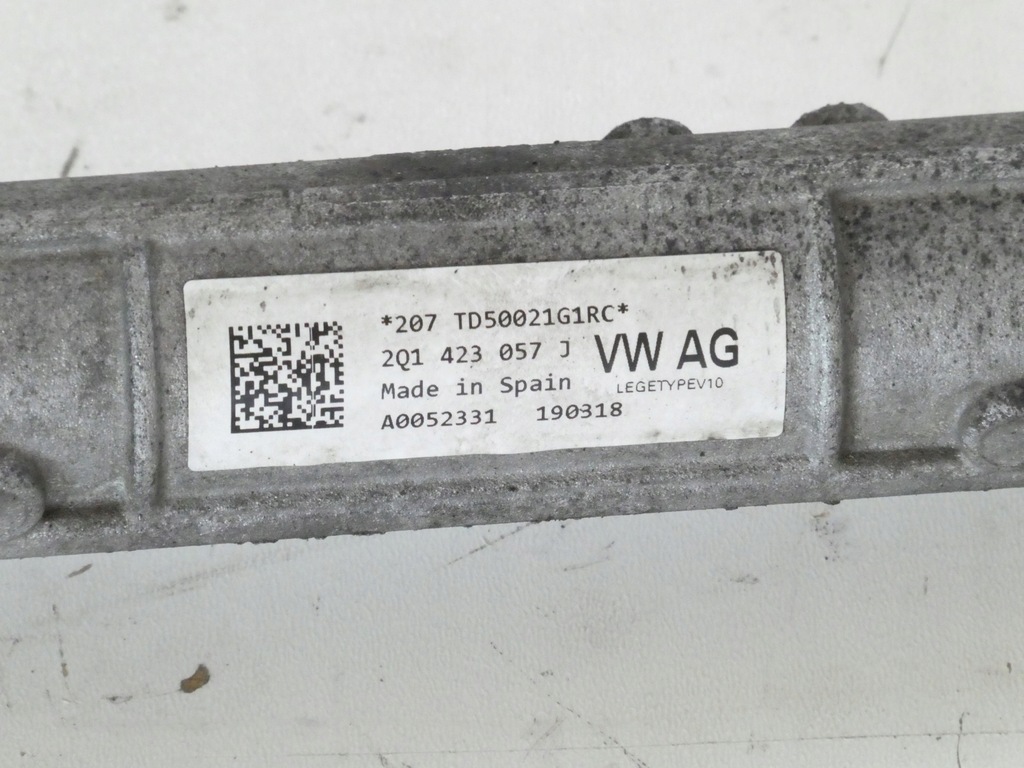 *207 TD50021G1RC*
2Q1 423 057 J
VW AG
Made in Spain
LEGETYPEV10
A0052331 190318